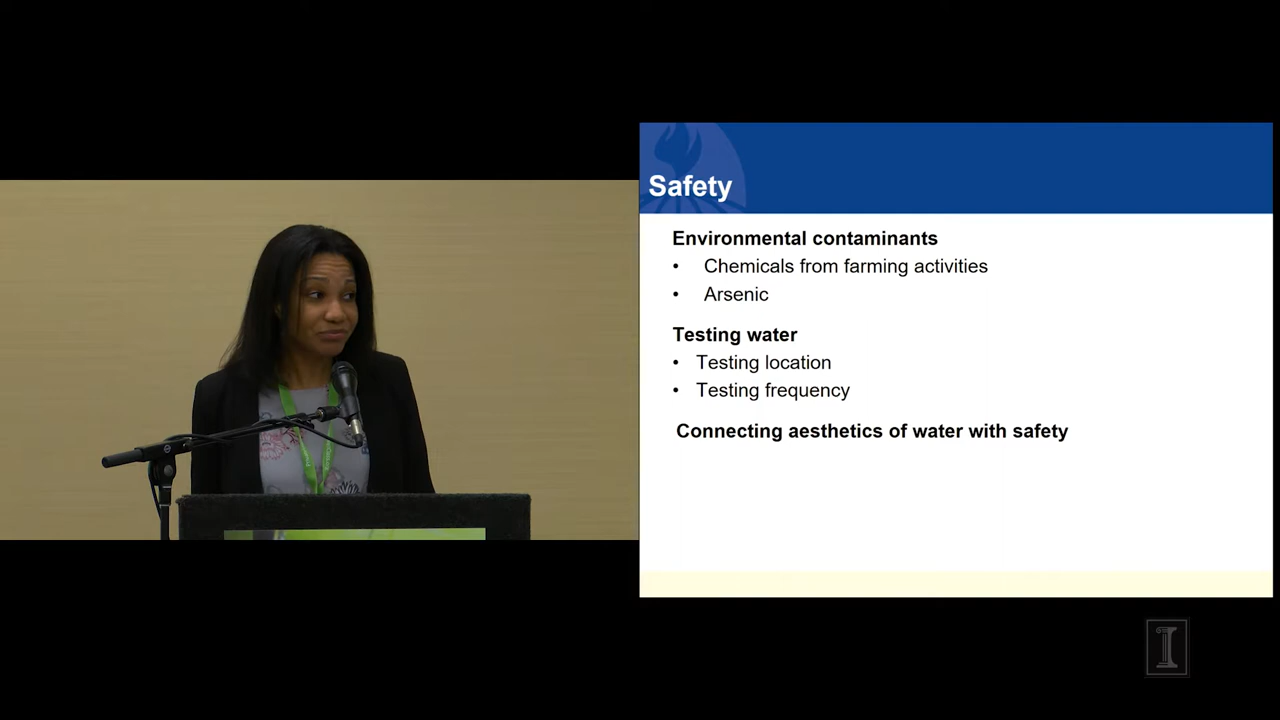 Safety
Environmental contaminants
• Chemicals from farming activities
• Arsenic
Testing water
• Testing location
• Testing frequency
Connecting aesthetics of water with safety